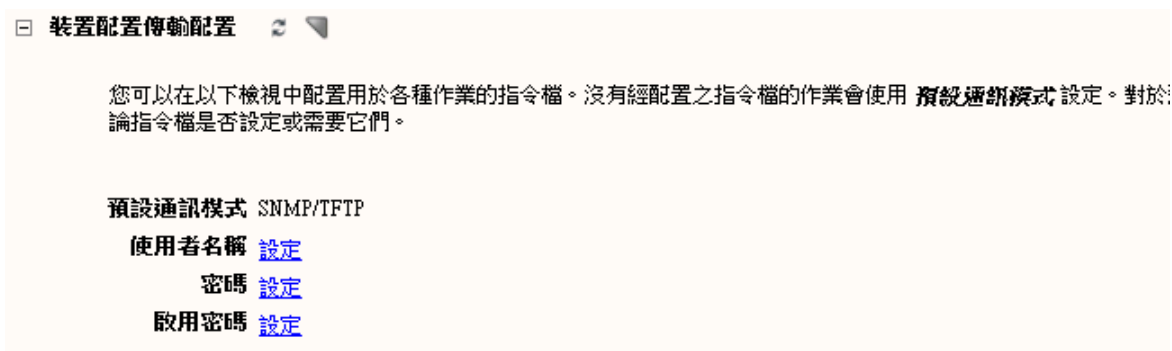 裝置配置傳輸配置
您可以在以下檢視中配置用於各種作業的指令檔。沒有經配置之指令檔的作業會使用 預設通訊模式 設定。對於
論指令檔是否設定或需要它們。
預設通訊模式 SNMP/TFTP
使用者名稱 設定
密碼 設定
啟用密碼 設定